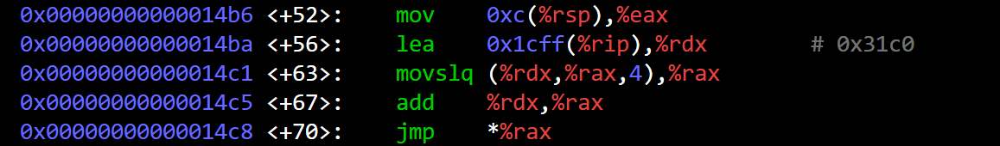 0x00000000000014b6 <+52>: mov 0xc(%rsp),%eax
0x00000000000014ba <+56>: lea 0x1cff(%rip),%rdx # 0x31c0
0x00000000000014c1 <+63>: movslq (%rdx,%rax,4),%rax
0x00000000000014c5 <+67>: add %rdx,%rax
0x00000000000014c8 <+70>: jmp *%rax